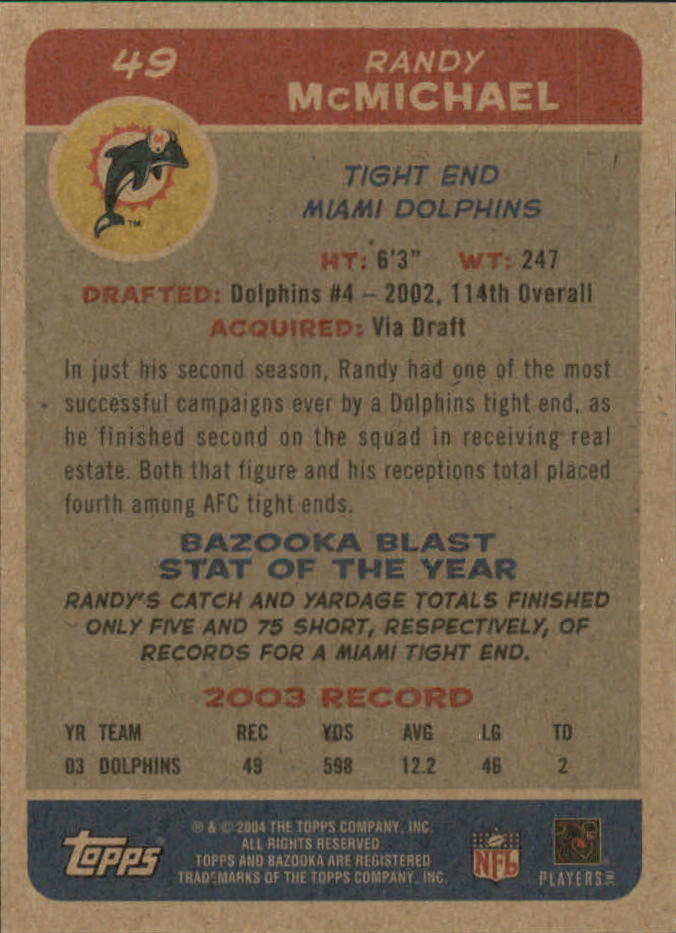 49
RANDY
McMICHAEL
TM
TIGHT END
MIAMI DOLPHINS
HT: 6'3" WT: 247
DRAFTED: Dolphins #4 – 2002, 114th Overall
ACQUIRED: Via Draft
In just his second season, Randy had one of the most
successful campaigns ever by a Dolphins tight end, as
he finished second on the squad in receiving real
estate. Both that figure and his receptions total placed
fourth among AFC tight ends.
BAZOOKA BLAST
STAT OF THE YEAR
RANDY'S CATCH AND YARDAGE TOTALS FINISHED
ONLY FIVE AND 75 SHORT, RESPECTIVELY, OF
RECORDS FOR A MIAMI TIGHT END.
2003 RECORD
YR TEAM REC YDS AVG LG TD
03 DOLPHINS 49 598 12.2 46 2
topps
® & © 2004 THE TOPPS COMPANY, INC.
ALL RIGHTS RESERVED.
TOPPS AND BAZOOKA ARE REGISTERED
TRADEMARKS OF THE TOPPS COMPANY, INC.
NFL
PLAYERS INC